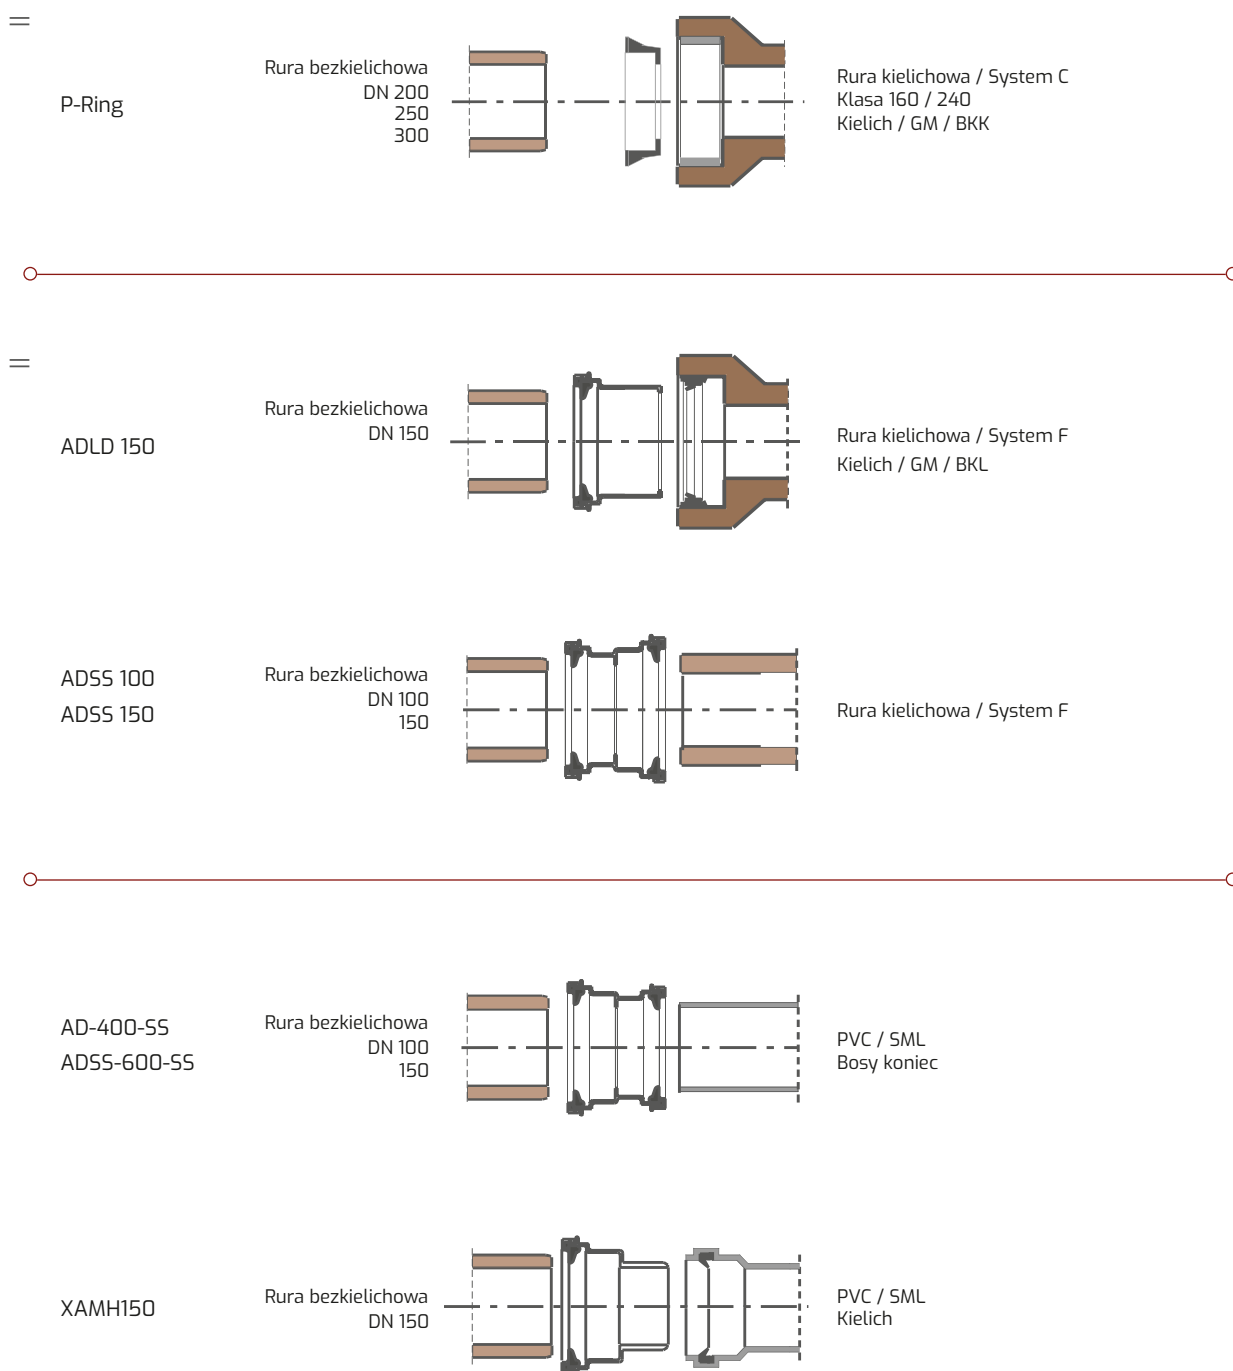 P-Ring
Rura bezkielichowa
DN 200
250
300
Rura kielichowa / System C
Klasa 160 / 240
Kielich / GM / BKK
ADLD 150
Rura bezkielichowa
DN 150
Rura kielichowa / System F
Kielich / GM / BKL
ADSS 100
ADSS 150
Rura bezkielichowa
DN 100
150
Rura kielichowa / System F
AD-400-SS
ADSS-600-SS
Rura bezkielichowa
DN 100
150
PVC / SML
Bosy koniec
XAMH150
Rura bezkielichowa
DN 150
PVC / SML
Kielich